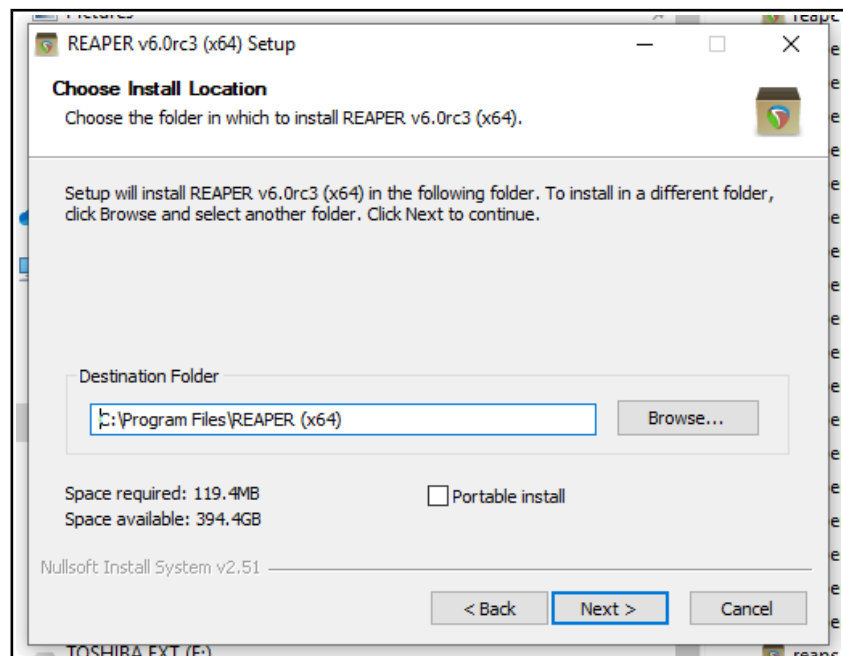 Pictures
REAPER v6.0rc3 (x64) Setup
Choose Install Location
Choose the folder in which to install REAPER v6.0rc3 (x64).
Setup will install REAPER v6.0rc3 (x64) in the following folder. To install in a different folder,
click Browse and select another folder. Click Next to continue.
Destination Folder
C:\Program Files\REAPER (x64)
Browse...
Space required: 119.4MB
Portable install
Space available: 394.4GB
Nullsoft Install System v2.51
< Back
Next >
Cancel
TOSHIBA EXT (F:)